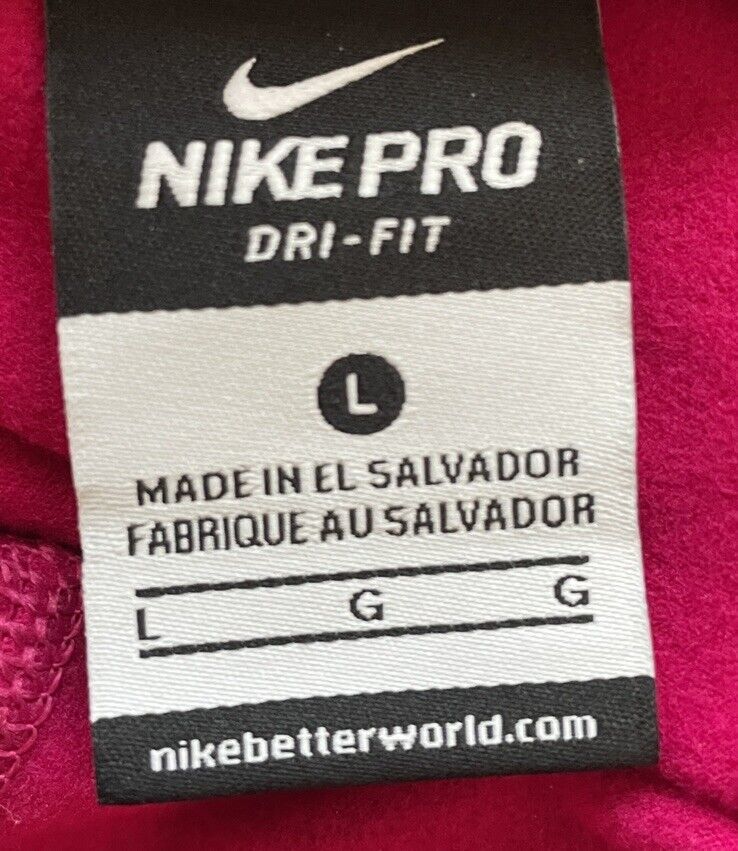 NIKE PRO
DRI-FIT
L
MADE IN EL SALVADOR
FABRIQUE AU SALVADOR
L G G
nikebetterworld.com